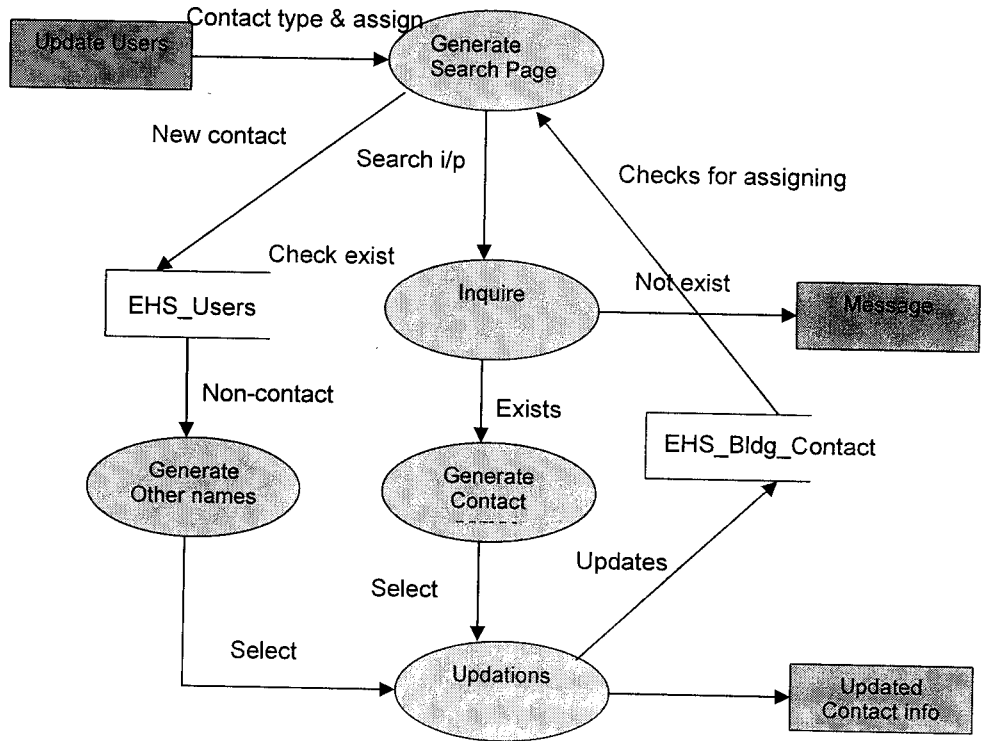 Contact type & assign
Update Users
Generate
Search Page
New contact
Search i/p
Checks for assigning
Check exist
EHS_Users
Inquire
Not exist
Message
Non-contact
Exists
EHS_Bldg_Contact
Generate
Other names
Generate
Contact
Updates
Select
Select
Updations
Updated
Contact info